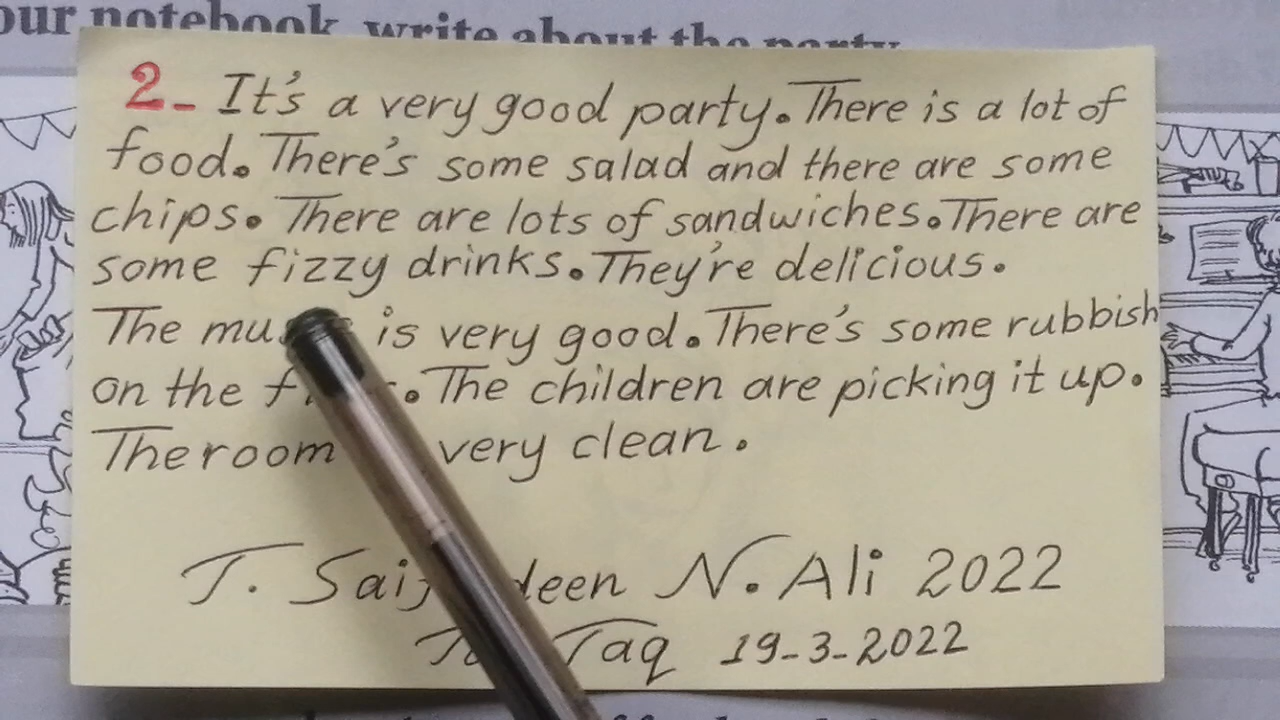 our notebook, write about the party.
2- It's a very good party. There is a lot of
food. There's some salad and there are some
chips. There are lots of sandwiches. There are
some fizzy drinks. They're delicious.
The is very good. There's some rubbish
on the . The children are picking it up.
The room very clean.
T. N. Ali 2022
Taq 19-3-2022